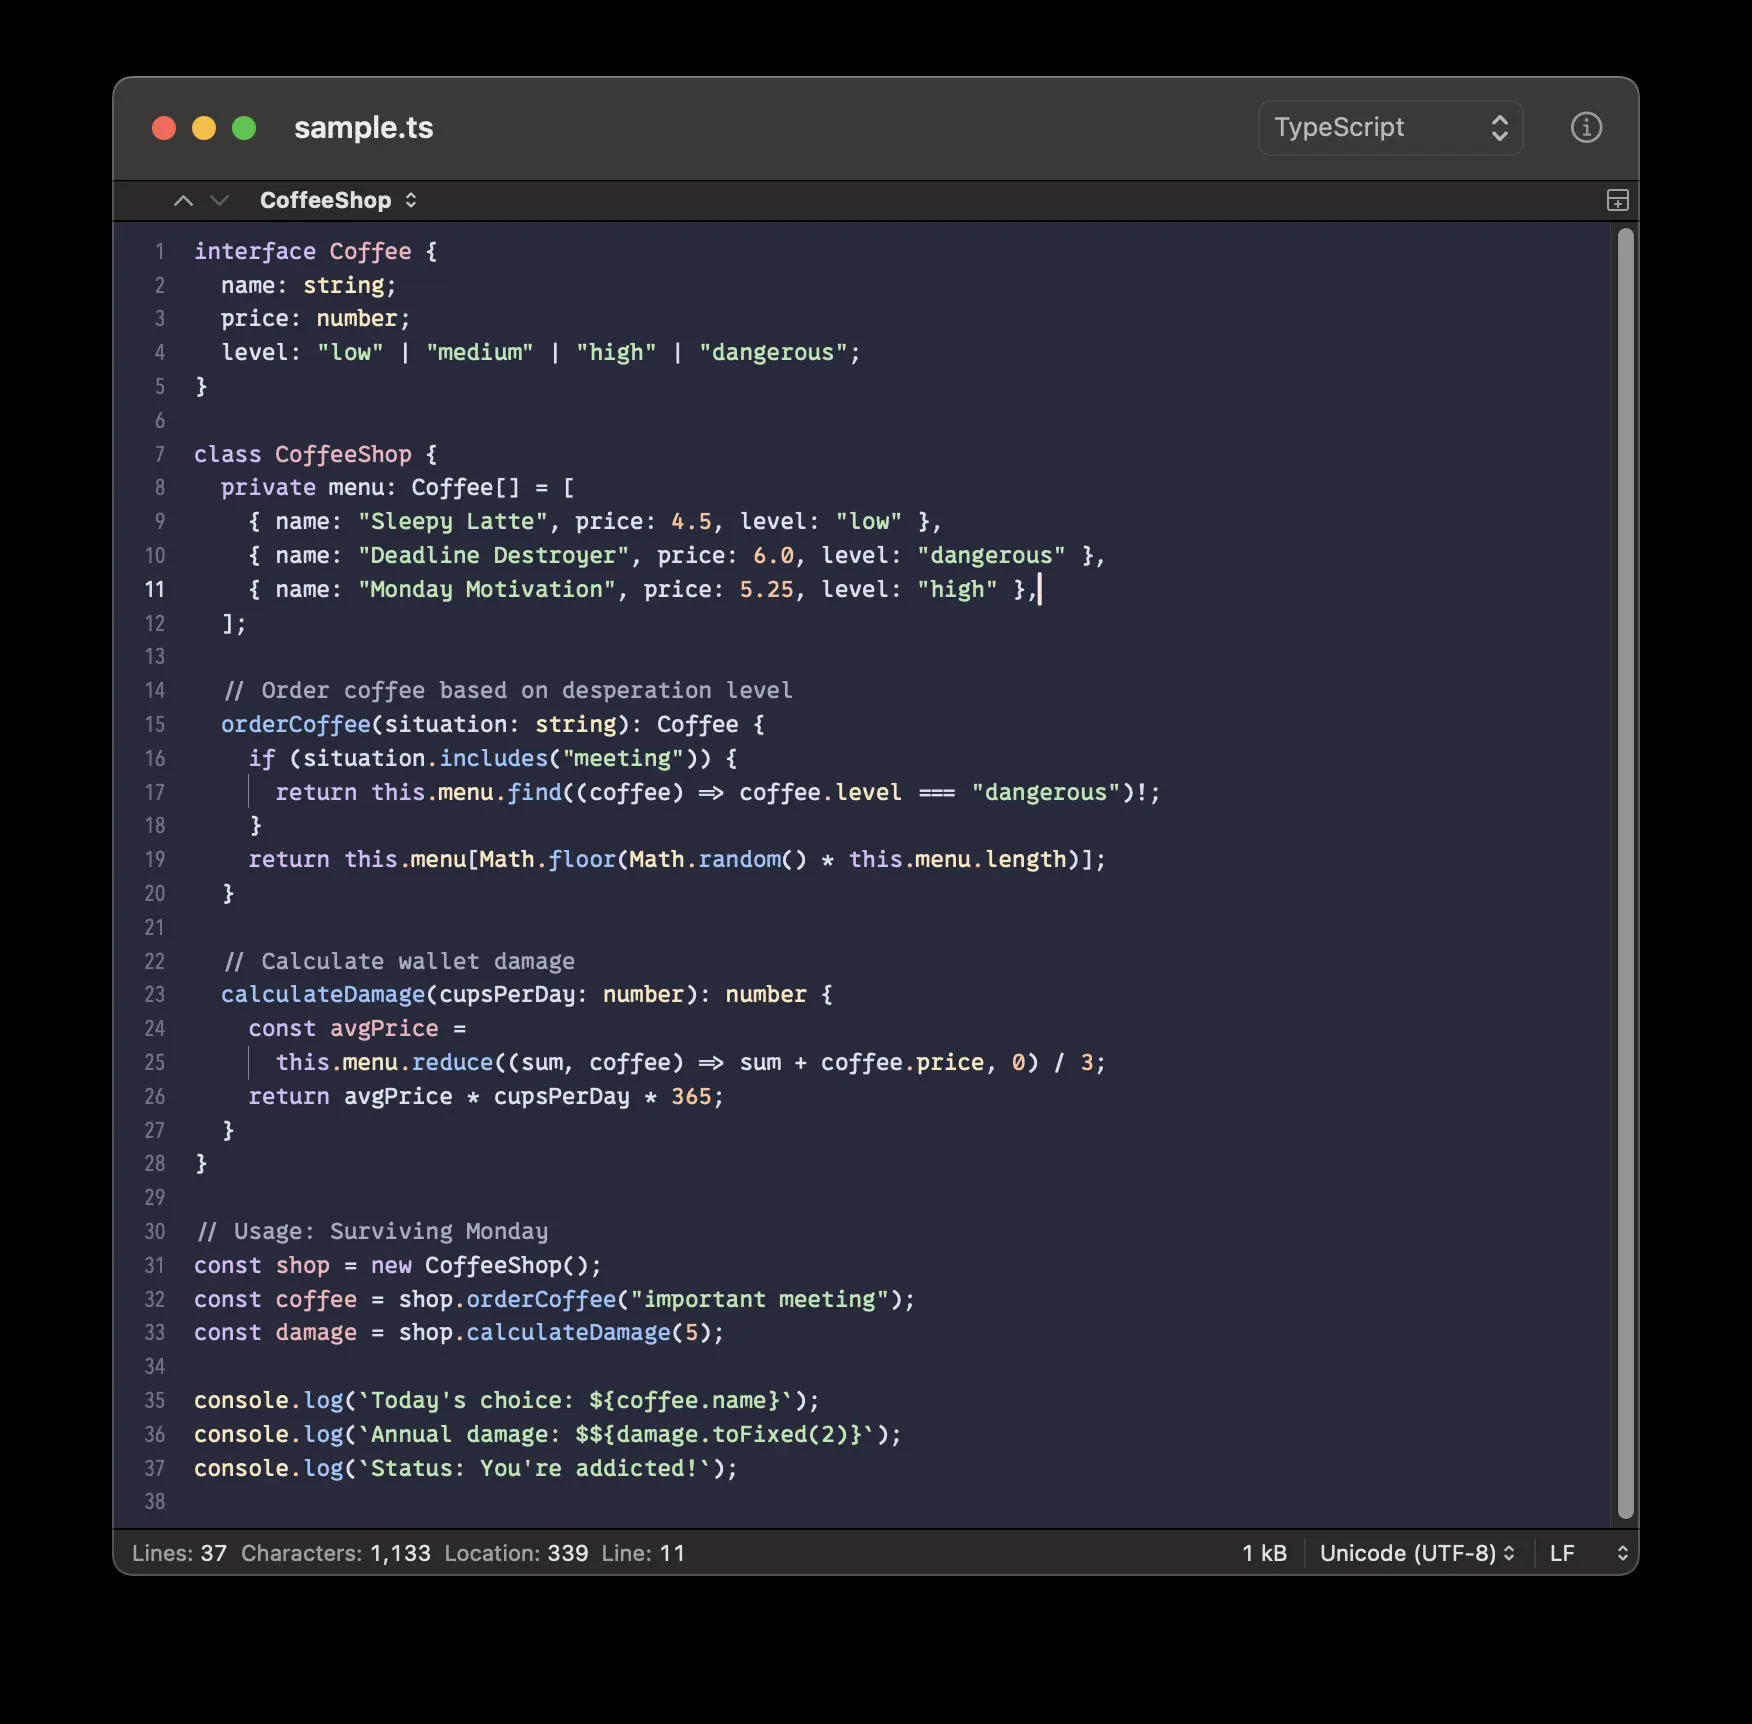 sample.ts
TypeScript
CoffeeShop
1 interface Coffee {
2   name: string;
3   price: number;
4   level: "low" | "medium" | "high" | "dangerous";
5 }
6
7 class CoffeeShop {
8   private menu: Coffee[] = [
9     { name: "Sleepy Latte", price: 4.5, level: "low" },
10     { name: "Deadline Destroyer", price: 6.0, level: "dangerous" },
11     { name: "Monday Motivation", price: 5.25, level: "high" },
12   ];
13
14   // Order coffee based on desperation level
15   orderCoffee(situation: string): Coffee {
16     if (situation.includes("meeting")) {
17       return this.menu.find((coffee) => coffee.level === "dangerous")!;
18     }
19     return this.menu[Math.floor(Math.random() * this.menu.length)];
20   }
21
22   // Calculate wallet damage
23   calculateDamage(cupsPerDay: number): number {
24     const avgPrice =
25       this.menu.reduce((sum, coffee) => sum + coffee.price, 0) / 3;
26     return avgPrice * cupsPerDay * 365;
27   }
28 }
29
30 // Usage: Surviving Monday
31 const shop = new CoffeeShop();
32 const coffee = shop.orderCoffee("important meeting");
33 const damage = shop.calculateDamage(5);
34
35 console.log(`Today's choice: ${coffee.name}`);
36 console.log(`Annual damage: $${damage.toFixed(2)}`);
37 console.log(`Status: You're addicted!`);
38
Lines: 37 Characters: 1,133 Location: 339 Line: 11 1 kB Unicode (UTF-8) LF